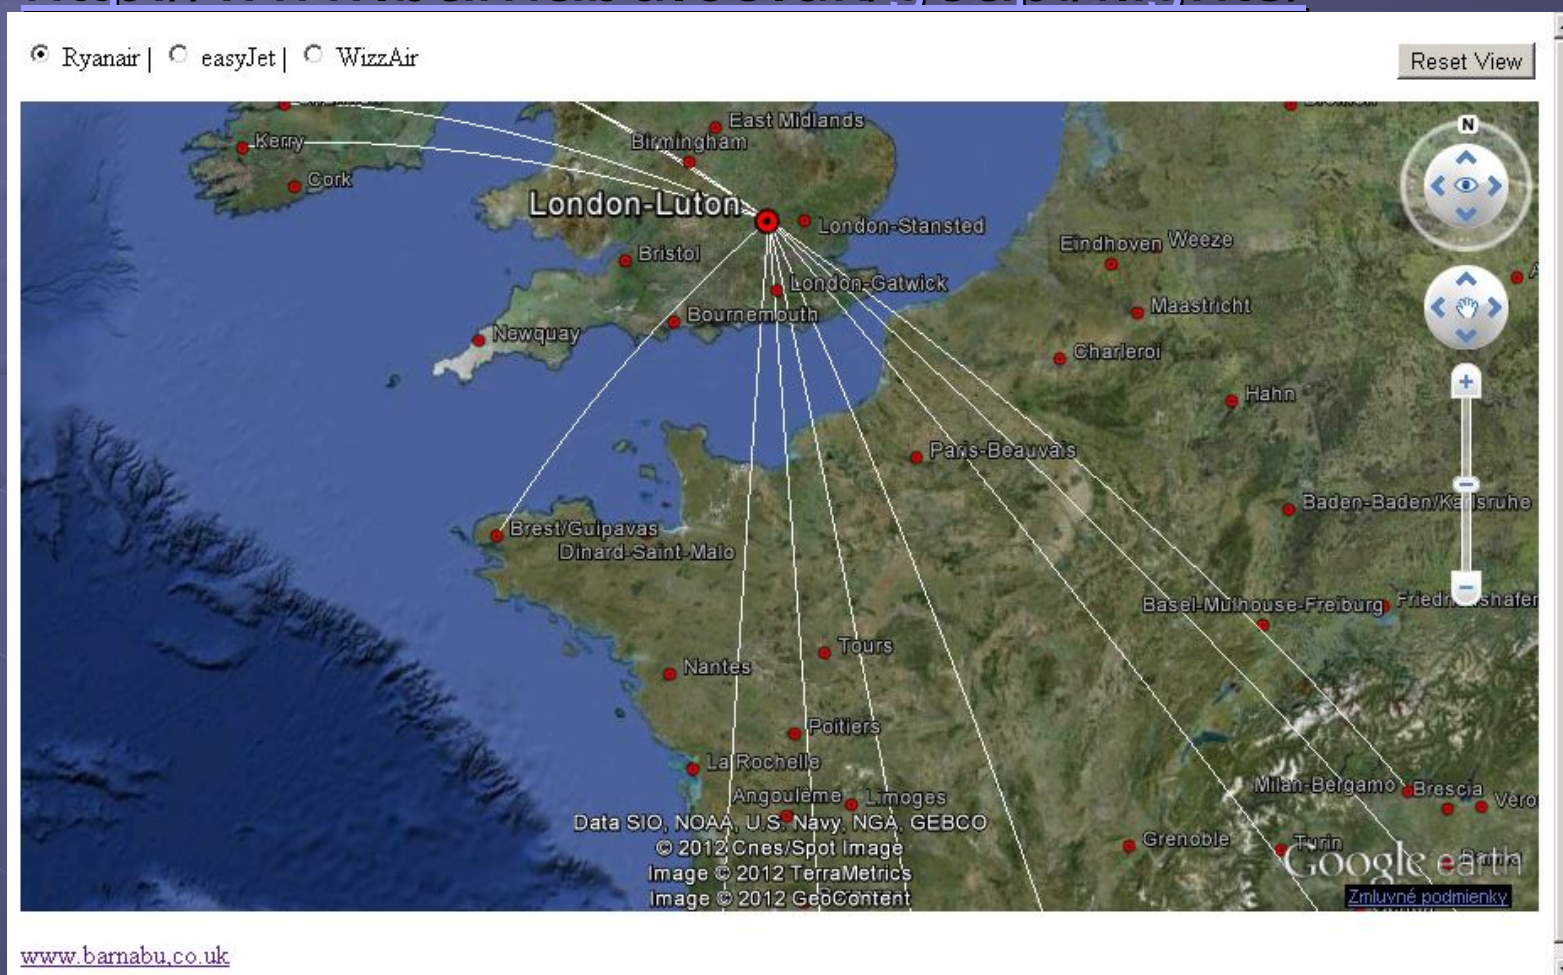 Ryanair | easyJet | WizzAir
Reset View
N
East Midlands
Birmingham
Kerry
Cork
London-Luton
London-Stansted
Eindhoven Weeze
Bristol
London-Gatwick
Maastricht
Bournemouth
Newquay
Charleroi
Hahn
Paris-Beauvais
Baden-Baden/Karlsruhe
Brest/Guipavas
Dinard-Saint-Malo
Basel-Mulhouse-Freiburg
Tours
Nantes
Poitiers
La Rochelle
Milan-Bergamo Brescia
Angoulême Limoges
Data SIO, NOAA, U.S. Navy, NGA, GEBCO
Grenoble
Turin
© 2012 Cnes/Spot Image
Google earth
Parma
Image © 2012 TerraMetrics
Image © 2012 GeoContent
Zmluvné podmienky
www.barnabu.co.uk